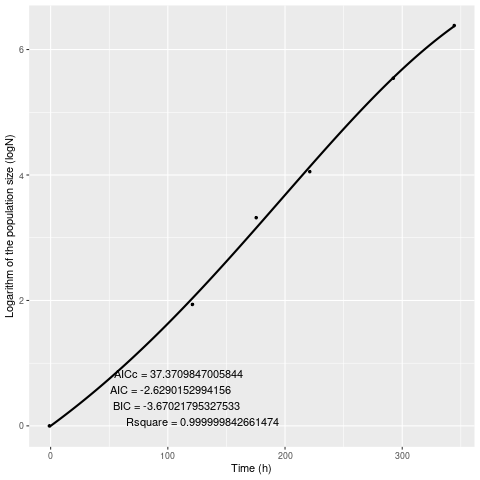 Logarithm of the population size (logN)
6
4
2
0
AICc = 37.3709847005844
AIC = -2.6290152994156
BIC = -3.67021795327533
Rsquare = 0.999999842661474
0 100 200 300
Time (h)